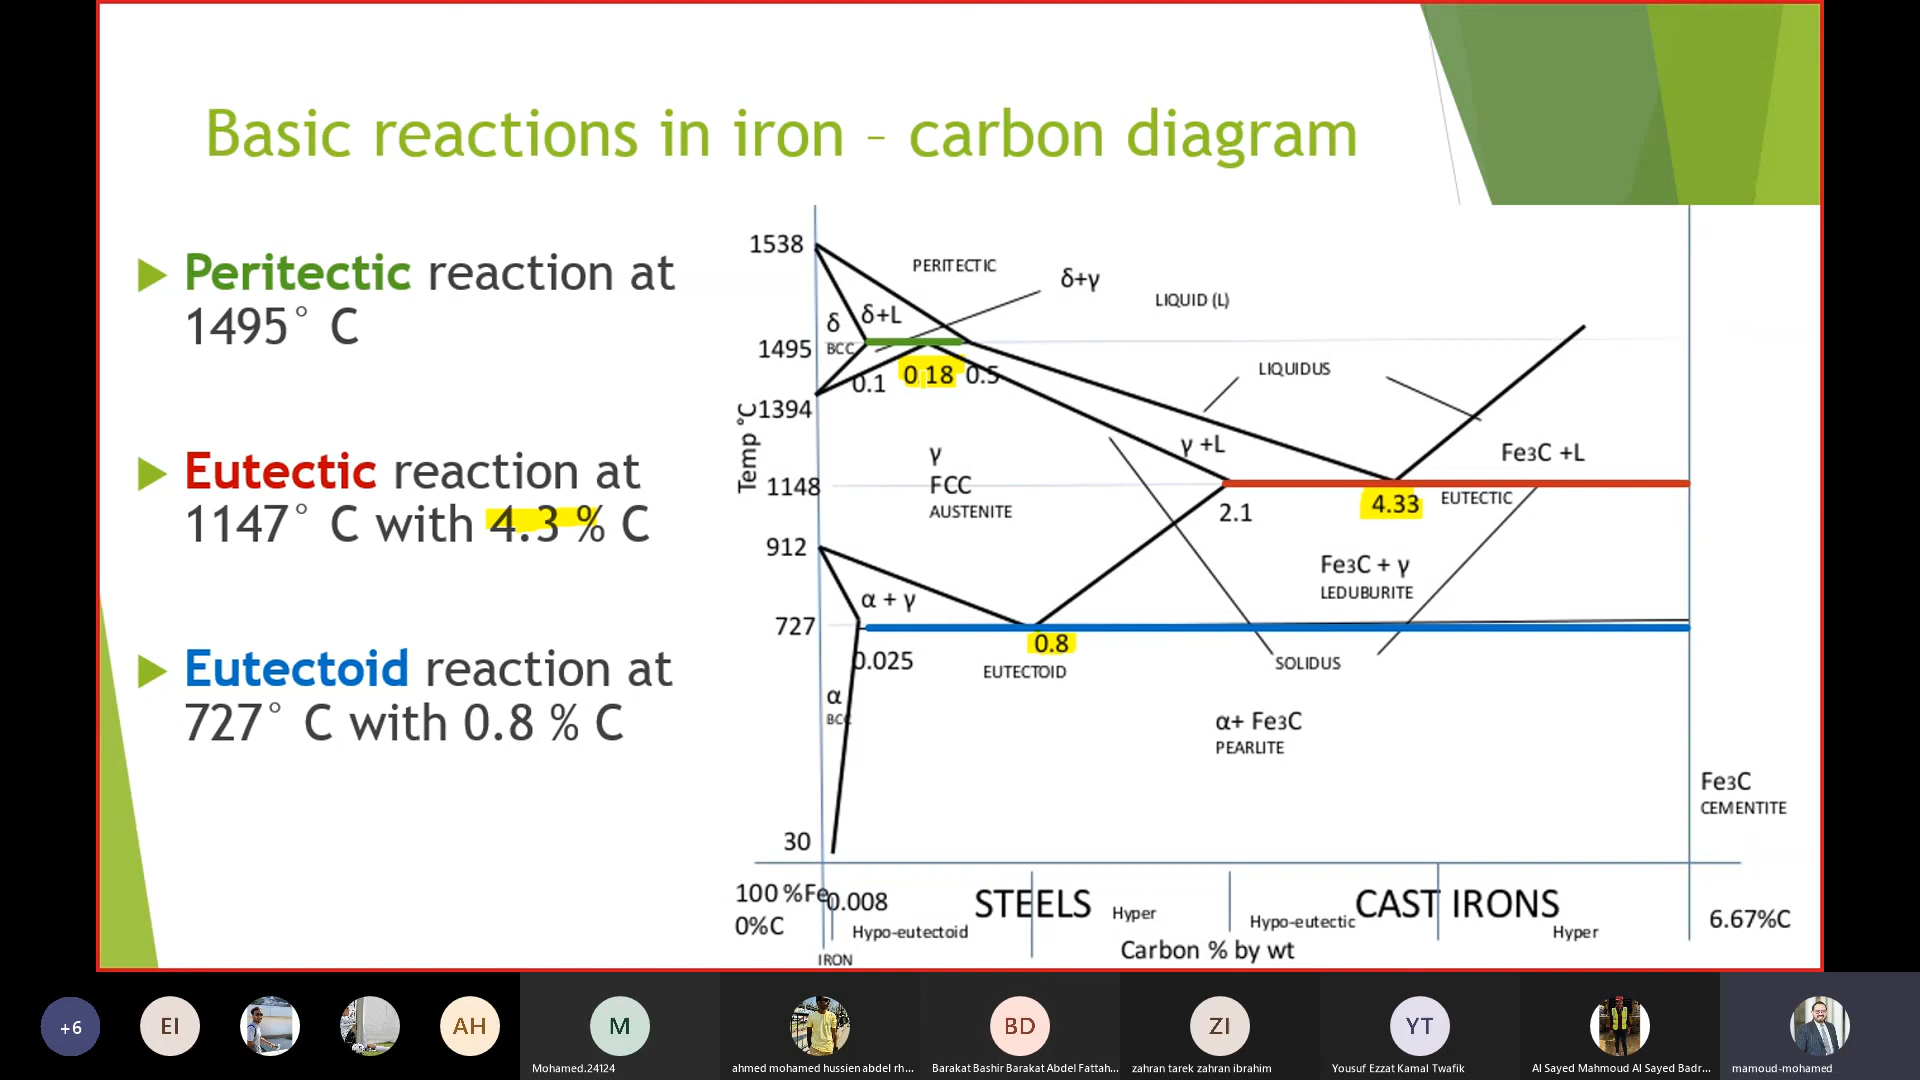 Basic reactions in iron – carbon diagram
Peritectic reaction at
1495° C
Eutectic reaction at
1147° C with 4.3 % C
Eutectoid reaction at
727° C with 0.8 % C
Temp °C
1538
1495
1394
1148
912
727
30
PERITECTIC
δ+γ
LIQUID (L)
δ
BCC
δ+L
0.1
0.18
0.5
LIQUIDUS
γ
FCC
AUSTENITE
γ +L
Fe3C +L
2.1
4.33
EUTECTIC
Fe3C + γ
LEDUBURITE
α + γ
0.025
0.8
EUTECTOID
SOLIDUS
α
BCC
α+ Fe3C
PEARLITE
Fe3C
CEMENTITE
100 %Fe
0%C
0.008
STEELS
Hyper
CAST IRONS
Hypo-eutectoid
Hypo-eutectic
Hyper
6.67%C
IRON
Carbon % by wt
+6
EI
AH
M
BD
ZI
YT
Mohamed.24124
ahmed mohamed hussien abdel rh...
Barakat Bashir Barakat Abdel Fattah...
zahran tarek zahran ibrahim
Yousuf Ezzat Kamal Twafik
Al Sayed Mahmoud Al Sayed Badr...
mamoud-mohamed